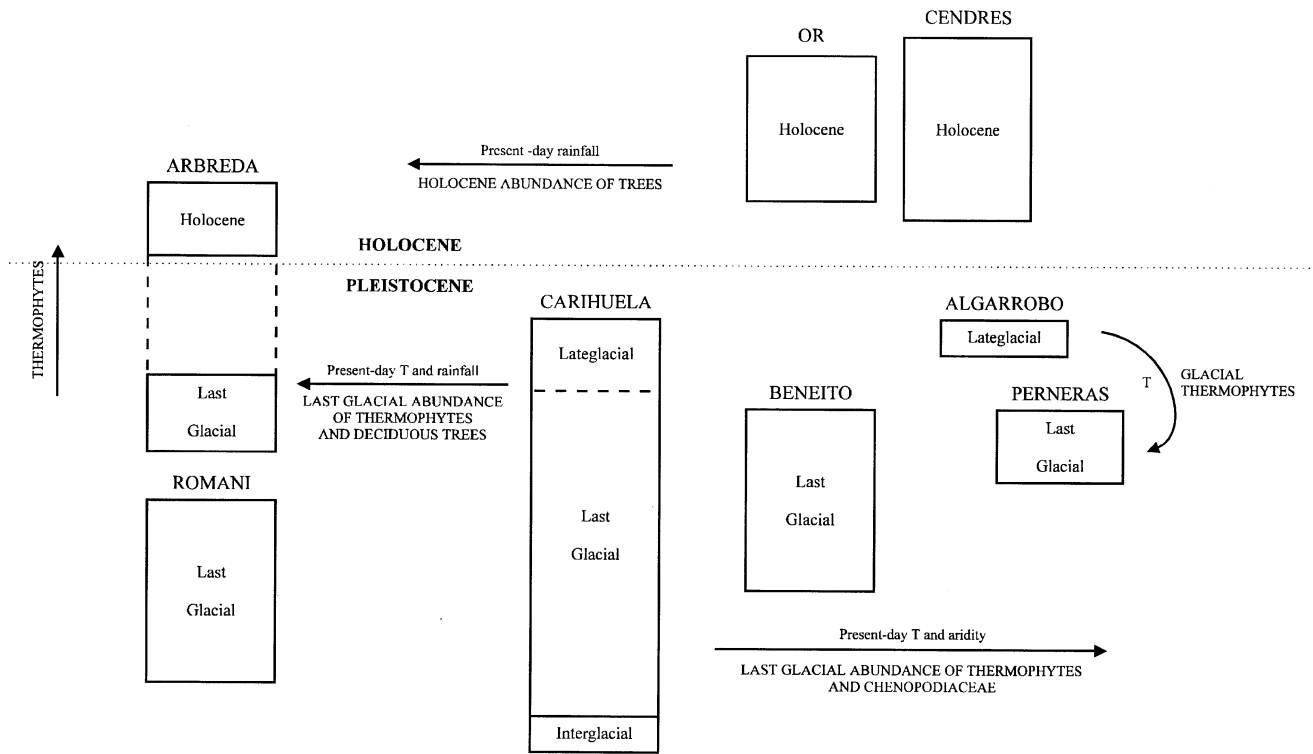 CENDRES
OR
Holocene
Holocene
Present -day rainfall
HOLOCENE ABUNDANCE OF TREES
ARBREDA
Holocene
HOLOCENE
PLEISTOCENE
THERMOPHYTES
CARIHUELA
Lateglacial
ALGARROBO
Lateglacial
T
GLACIAL
THERMOPHYTES
Present-day T and rainfall
LAST GLACIAL ABUNDANCE
OF THERMOPHYTES
AND DECIDUOUS TREES
Last
Glacial
BENEITO
PERNERAS
Last
Glacial
ROMANI
Last
Glacial
Last
Glacial
Last
Glacial
Present-day T and aridity
LAST GLACIAL ABUNDANCE OF THERMOPHYTES
AND CHENOPODIACEAE
Interglacial